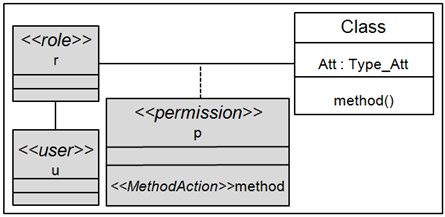 <<role>>
r
Class
Att : Type_Att
method()
<<permission>>
p
<<MethodAction>>method
<<user>>
u